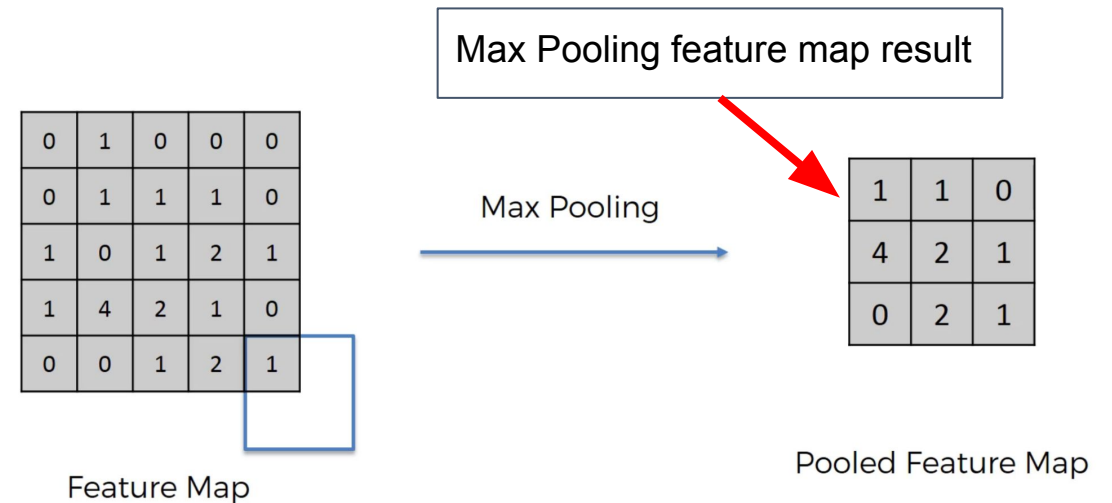 Max Pooling feature map result
0 1 0 0 0
0 1 1 1 0
1 0 1 2 1
1 4 2 1 0
0 0 1 2 1
Max Pooling
1 1 0
4 2 1
0 2 1
Feature Map
Pooled Feature Map